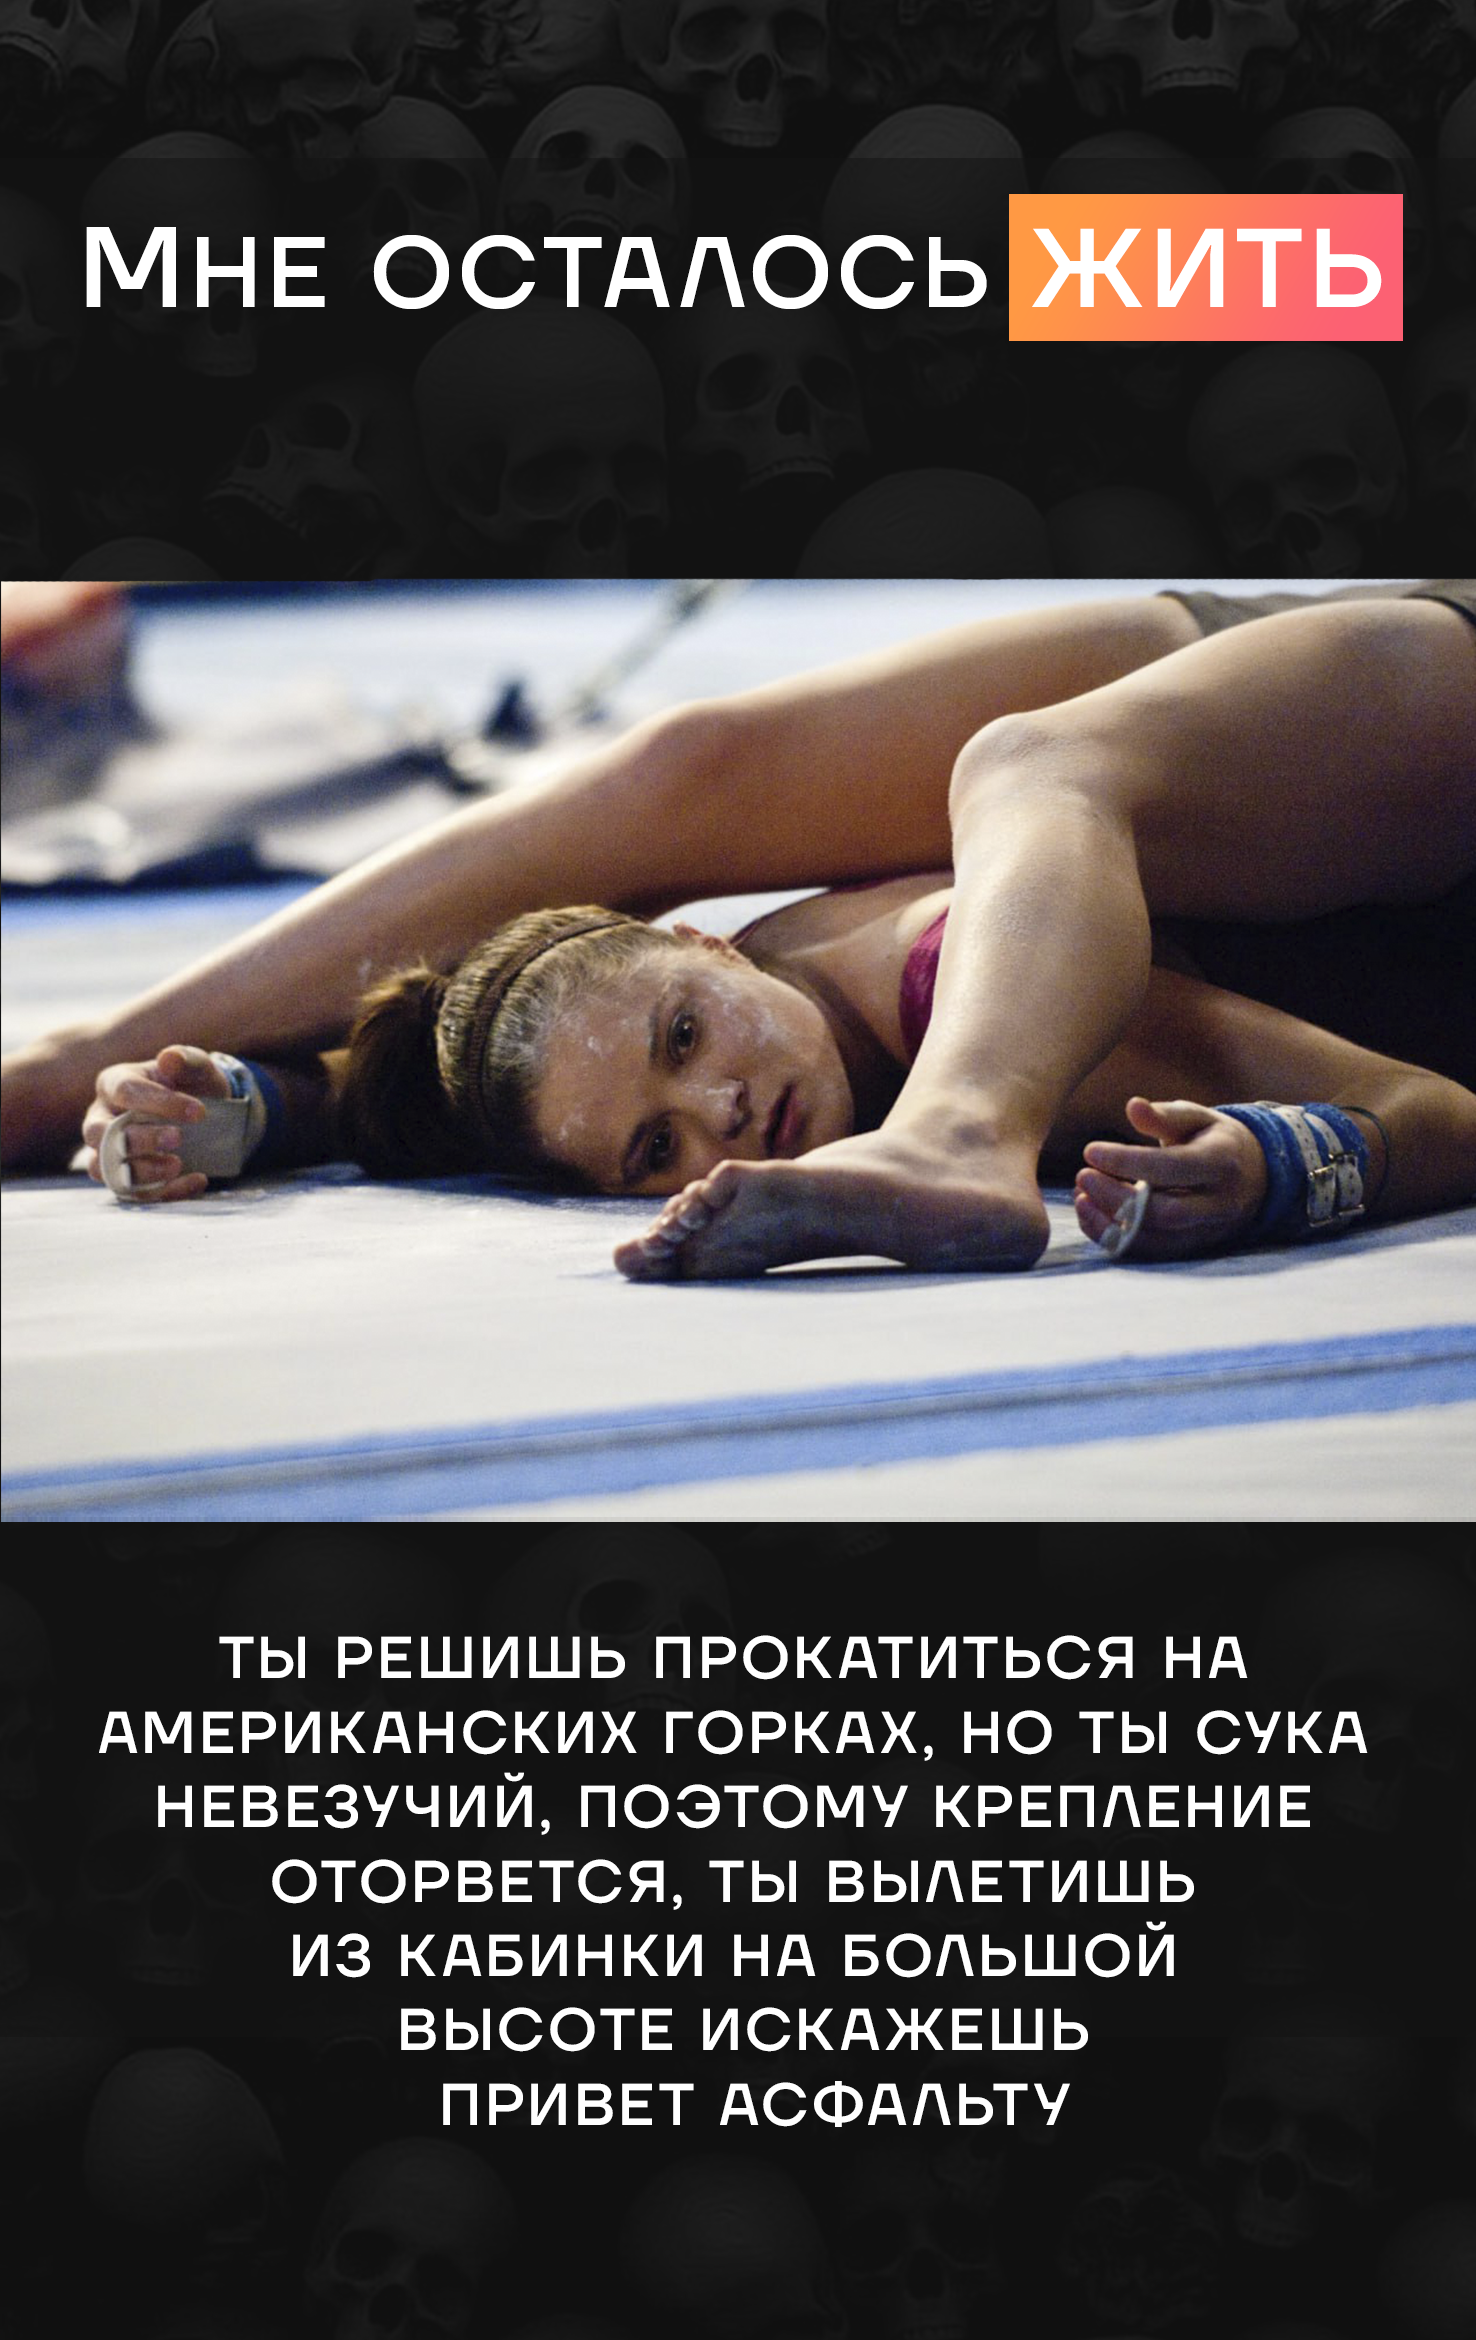 Мне осталось жить
ТЫ РЕШИШЬ ПРОКАТИТЬСЯ НА
АМЕРИКАНСКИХ ГОРКАХ, НО ТЫ СУКА
НЕВЕЗУЧИЙ, ПОЭТОМУ КРЕПЛЕНИЕ
ОТОРВЕТСЯ, ТЫ ВЫЛЕТИШЬ
ИЗ КАБИНКИ НА БОЛЬШОЙ
ВЫСОТЕ ИСКАЖЕШЬ
ПРИВЕТ АСФАЛЬТУ